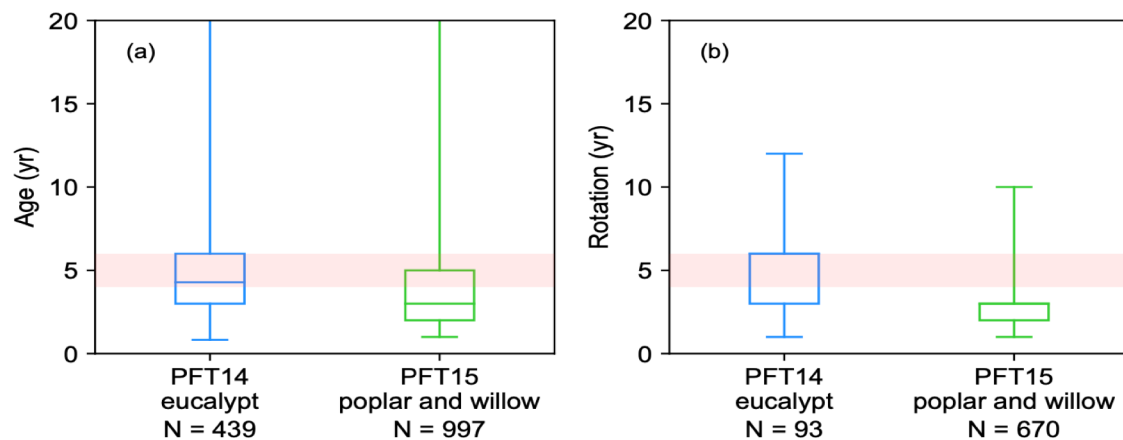 (a)
Age (yr)
20
15
10
5
0
PFT14
eucalypt
N = 439
PFT15
poplar and willow
N = 997
(b)
Rotation (yr)
20
15
10
5
0
PFT14
eucalypt
N = 93
PFT15
poplar and willow
N = 670